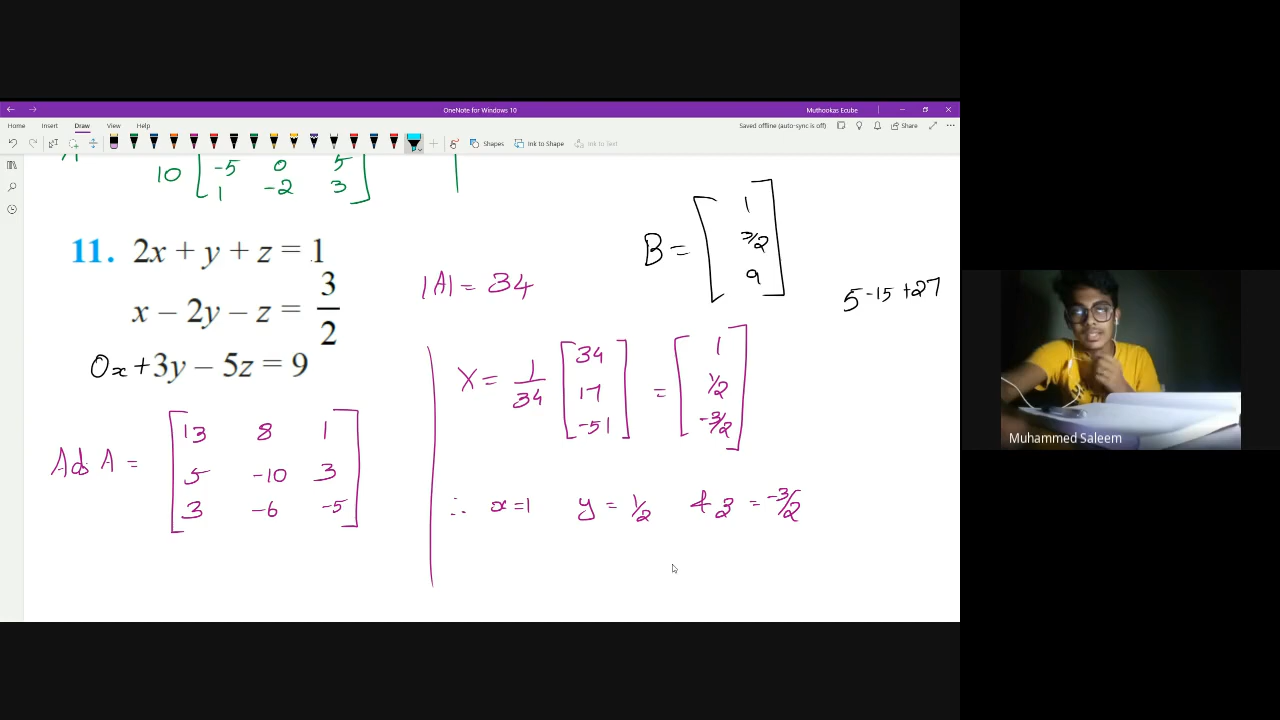 OneNote for Windows 10
Muthookas Ecube
Home Insert Draw View Help
Saved offline (auto-sync is off)
Share
Shapes
Ink to Shape
Ink to Text
10 [ -5 0 5
1 -2 3 ]
11. 2x + y + z = 1
x − 2y − z = 3/2
0x + 3y − 5z = 9
Adj A = [ 13 8 1
5 -10 3
3 -6 -5 ]
|A| = 34
B = [ 1
3/2
9 ]
5 -15 +27
X = 1/34 [ 34
17
-51 ] = [ 1
1/2
-3/2 ]
∴ x=1 y = 1/2 & z = -3/2
Muhammed Saleem